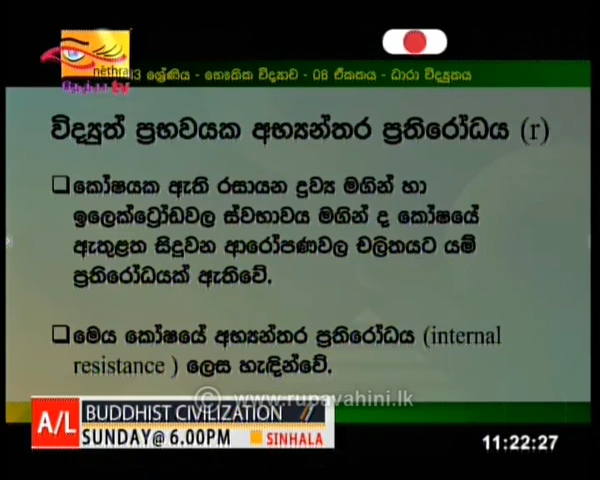 nethra
13 ශ්‍රේණිය - භෞතික විද්‍යාව - 08 ඒකකය - ධාරා විද්‍යුතය
විද්‍යුත් ප්‍රභවයක අභ්‍යන්තර ප්‍රතිරෝධය (r)
කෝෂයක ඇති රසායන ද්‍රව්‍ය මගින් හා
ඉලෙක්ට්‍රෝඩවල ස්වභාවය මගින් ද කෝෂයේ
ඇතුළත සිදුවන ආරෝපණවල චලිතයට යම්
ප්‍රතිරෝධයක් ඇතිවේ.
මෙය කෝෂයේ අභ්‍යන්තර ප්‍රතිරෝධය (internal
resistance ) ලෙස හැඳින්වේ.
© www.rupavahini.lk
A/L BUDDHIST CIVILIZATION
SUNDAY@ 6.00PM SINHALA
11:22:27